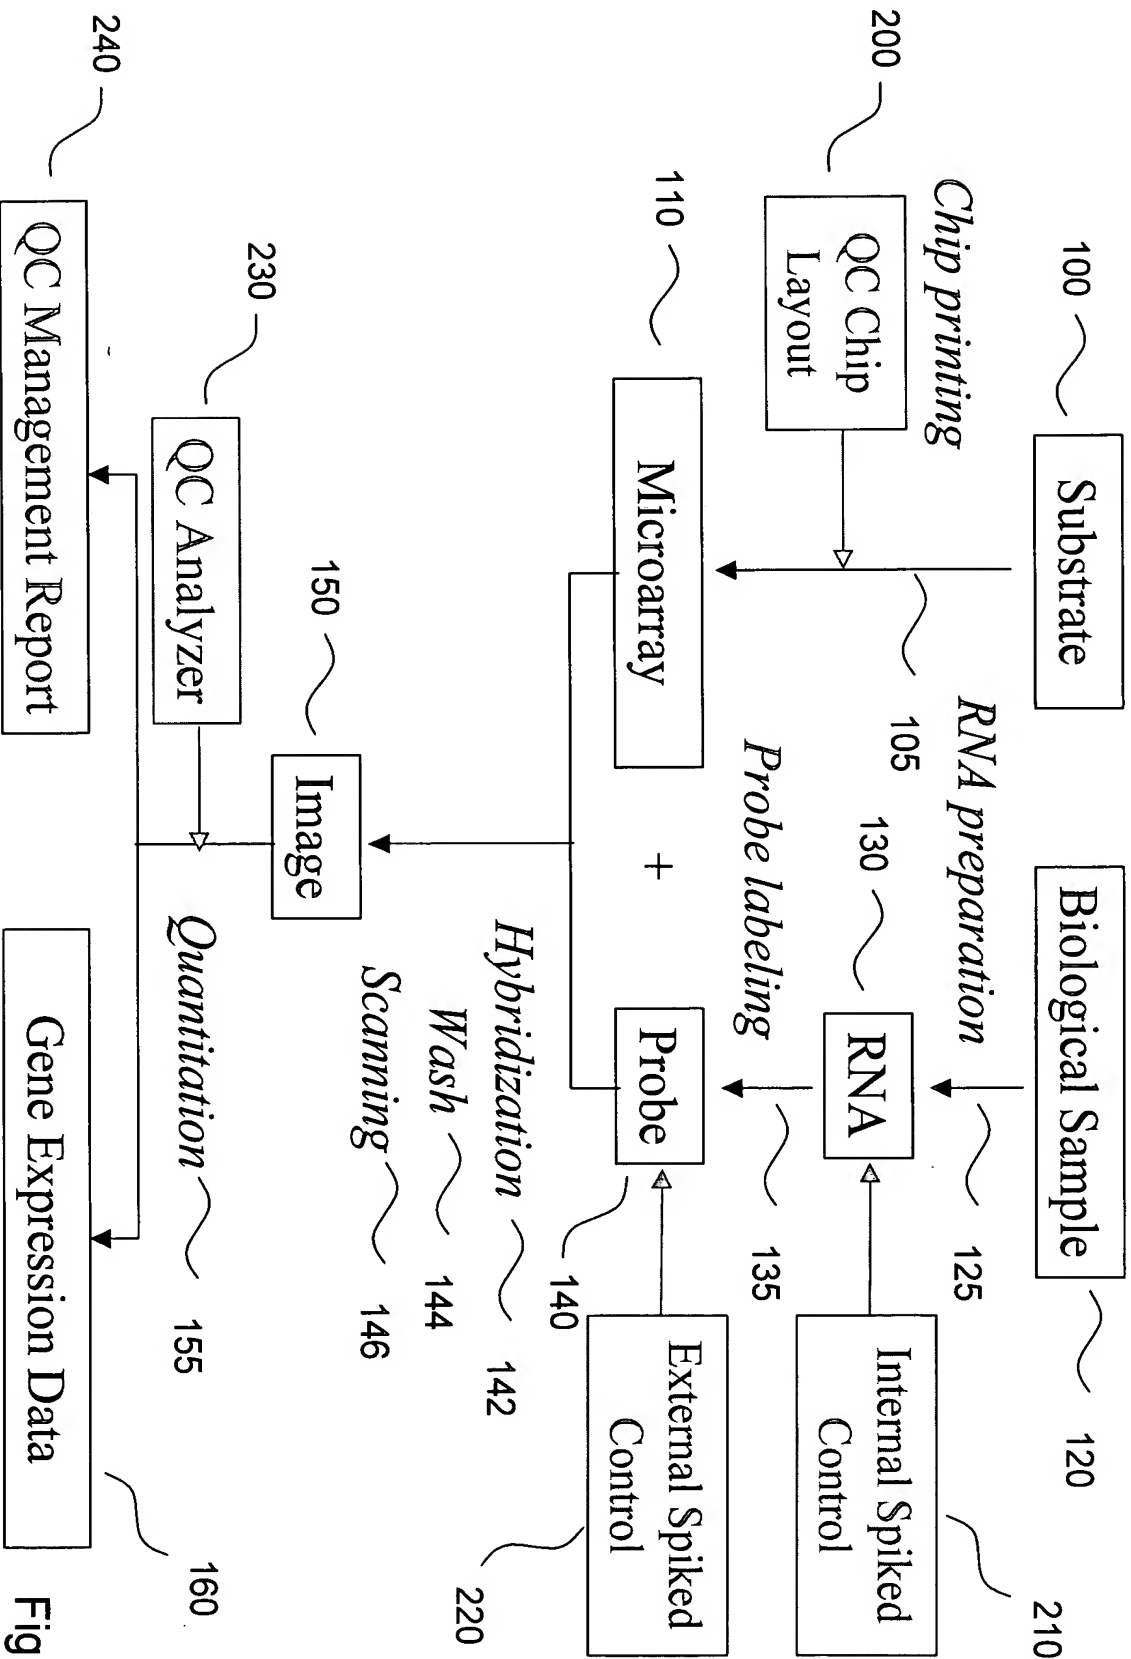 100
Substrate
Biological Sample
120
Chip printing
105
RNA preparation
125
200
QC Chip
Layout
130
RNA
Internal Spiked
Control
210
Probe labeling
135
110
Microarray
+
Probe
140
External Spiked
Control
220
Hybridization
142
Wash
144
Scanning
146
150
Image
230
QC Analyzer
Quantitation
155
240
QC Management Report
Gene Expression Data
160
Fig